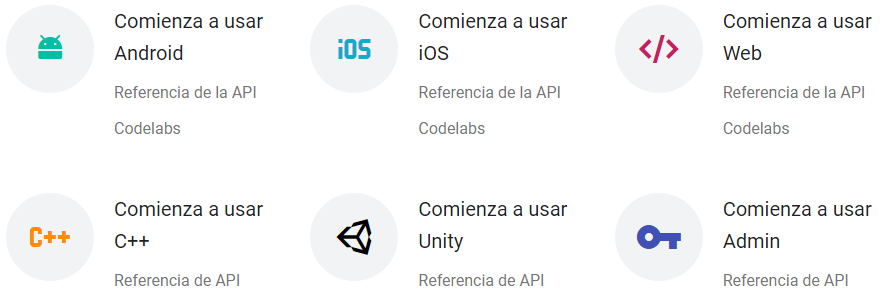 Comienza a usar
Android
Referencia de la API
Codelabs
iOS
Comienza a usar
iOS
Referencia de la API
Codelabs
</>
Comienza a usar
Web
Referencia de la API
Codelabs
C++
Comienza a usar
C++
Referencia de API
Comienza a usar
Unity
Referencia de API
Comienza a usar
Admin
Referencia de API